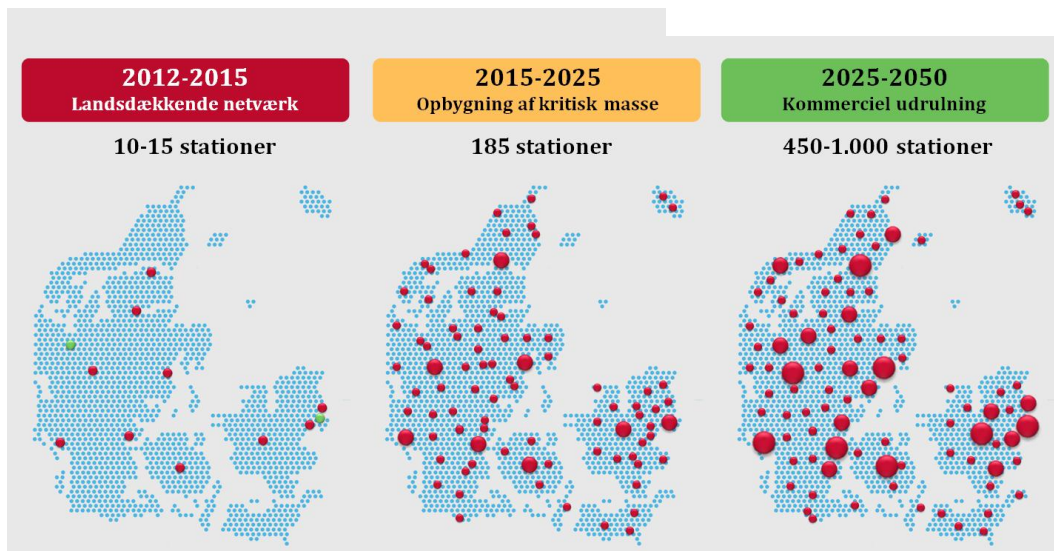 2012-2015
Landsdækkende netværk
10-15 stationer
2015-2025
Opbygning af kritisk masse
185 stationer
2025-2050
Kommerciel udrulning
450-1.000 stationer